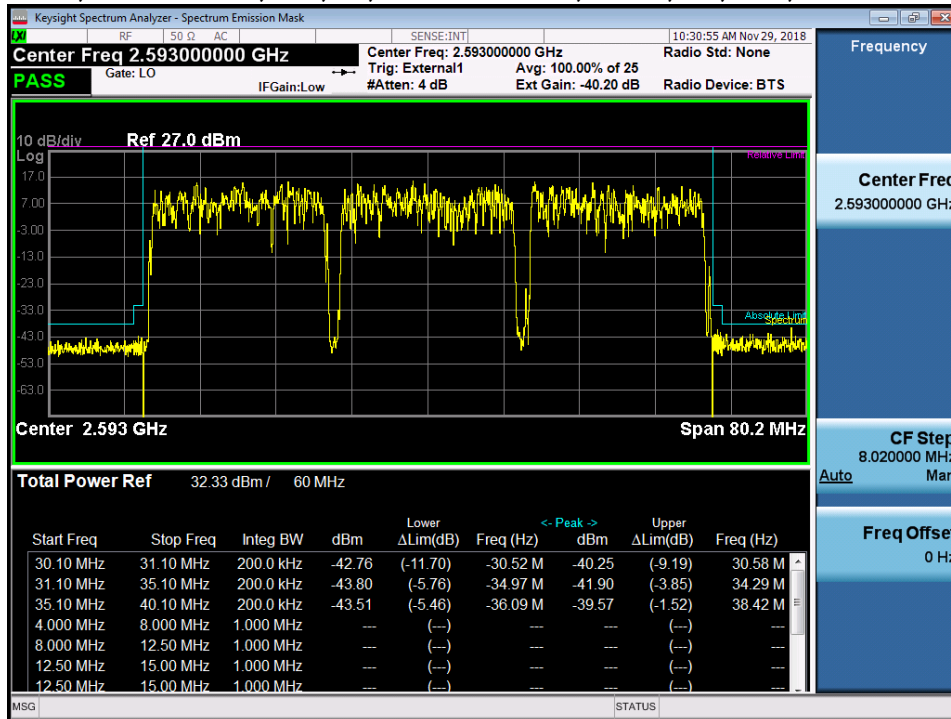 Keysight Spectrum Analyzer - Spectrum Emission Mask
LXI RF 50 Ω AC SENSE:INT 10:30:55 AM Nov 29, 2018
Center Freq 2.593000000 GHz Center Freq: 2.593000000 GHz Radio Std: None
Gate: LO Trig: External1 Avg: 100.00% of 25
PASS IFGain:Low #Atten: 4 dB Ext Gain: -40.20 dB Radio Device: BTS
Frequency
10 dB/div Ref 27.0 dBm
Log
Relative Limit
17.0
7.00
-3.00
-13.0
-23.0
-33.0
Absolute Limit
Spectrum
-43.0
-53.0
-63.0
Center 2.593 GHz Span 80.2 MHz
Center Freq
2.593000000 GHz
CF Step
8.020000 MHz
Auto Man
Freq Offset
0 Hz
Total Power Ref 32.33 dBm / 60 MHz
Lower <- Peak -> Upper
Start Freq Stop Freq Integ BW dBm ΔLim(dB) Freq (Hz) dBm ΔLim(dB) Freq (Hz)
30.10 MHz 31.10 MHz 200.0 kHz -42.76 (-11.70) -30.52 M -40.25 (-9.19) 30.58 M
31.10 MHz 35.10 MHz 200.0 kHz -43.80 (-5.76) -34.97 M -41.90 (-3.85) 34.29 M
35.10 MHz 40.10 MHz 200.0 kHz -43.51 (-5.46) -36.09 M -39.57 (-1.52) 38.42 M
4.000 MHz 8.000 MHz 1.000 MHz --- (---) --- --- (---) ---
8.000 MHz 12.50 MHz 1.000 MHz --- (---) --- --- (---) ---
12.50 MHz 15.00 MHz 1.000 MHz --- (---) --- --- (---) ---
12.50 MHz 15.00 MHz 1.000 MHz --- (---) --- --- (---) ---
MSG STATUS